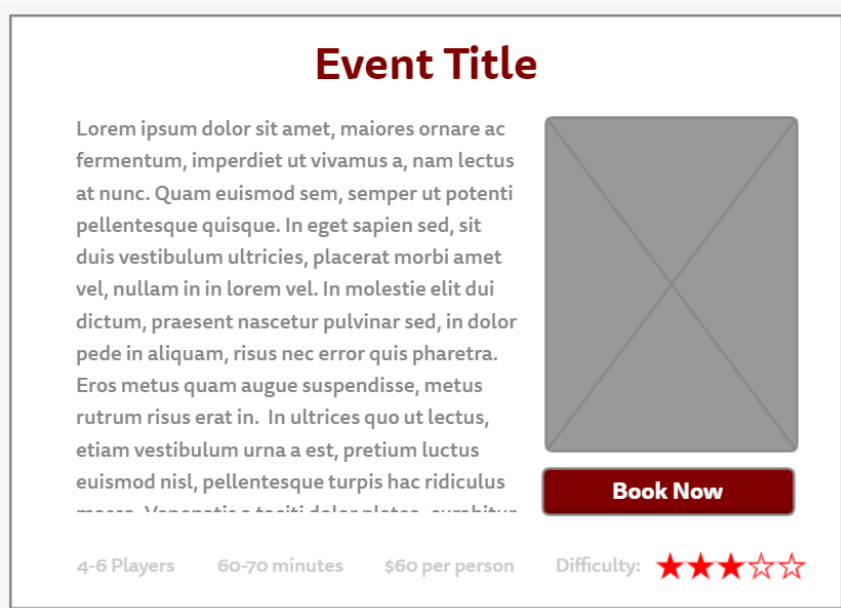 Event Title
Lorem ipsum dolor sit amet, maiores ornare ac
fermentum, imperdiet ut vivamus a, nam lectus
at nunc. Quam euismod sem, semper ut potenti
pellentesque quisque. In eget sapien sed, sit
duis vestibulum ultricies, placerat morbi amet
vel, nullam in in lorem vel. In molestie elit dui
dictum, praesent nascetur pulvinar sed, in dolor
pede in aliquam, risus nec error quis pharetra.
Eros metus quam augue suspendisse, metus
rutrum risus erat in.  In ultrices quo ut lectus,
etiam vestibulum urna a est, pretium luctus
euismod nisl, pellentesque turpis hac ridiculus
Book Now
4-6 Players 60-70 minutes $60 per person Difficulty: ★★★☆☆